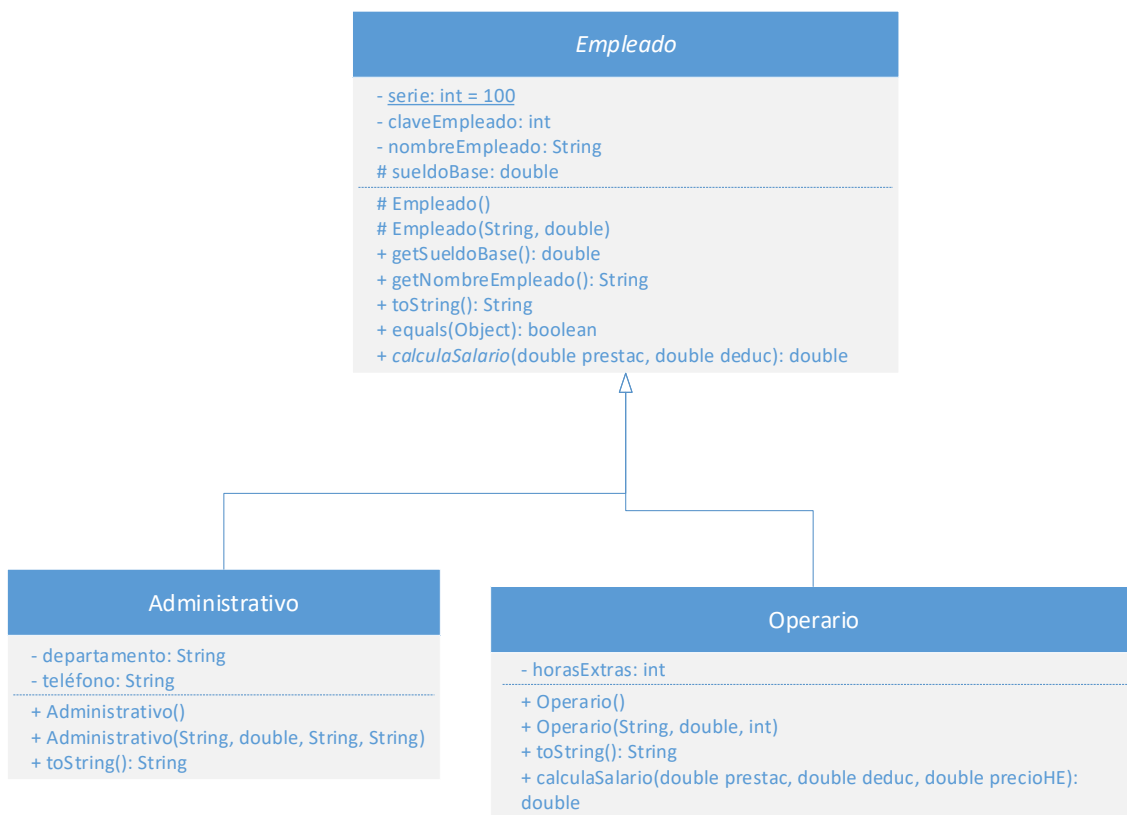 Empleado
- serie: int = 100
- claveEmpleado: int
- nombreEmpleado: String
# sueldoBase: double
# Empleado()
# Empleado(String, double)
+ getSueldoBase(): double
+ getNombreEmpleado(): String
+ toString(): String
+ equals(Object): boolean
+ calculaSalario(double prestac, double deduc): double
Administrativo
- departamento: String
- teléfono: String
+ Administrativo()
+ Administrativo(String, double, String, String)
+ toString(): String
Operario
- horasExtras: int
+ Operario()
+ Operario(String, double, int)
+ toString(): String
+ calculaSalario(double prestac, double deduc, double precioHE):
double